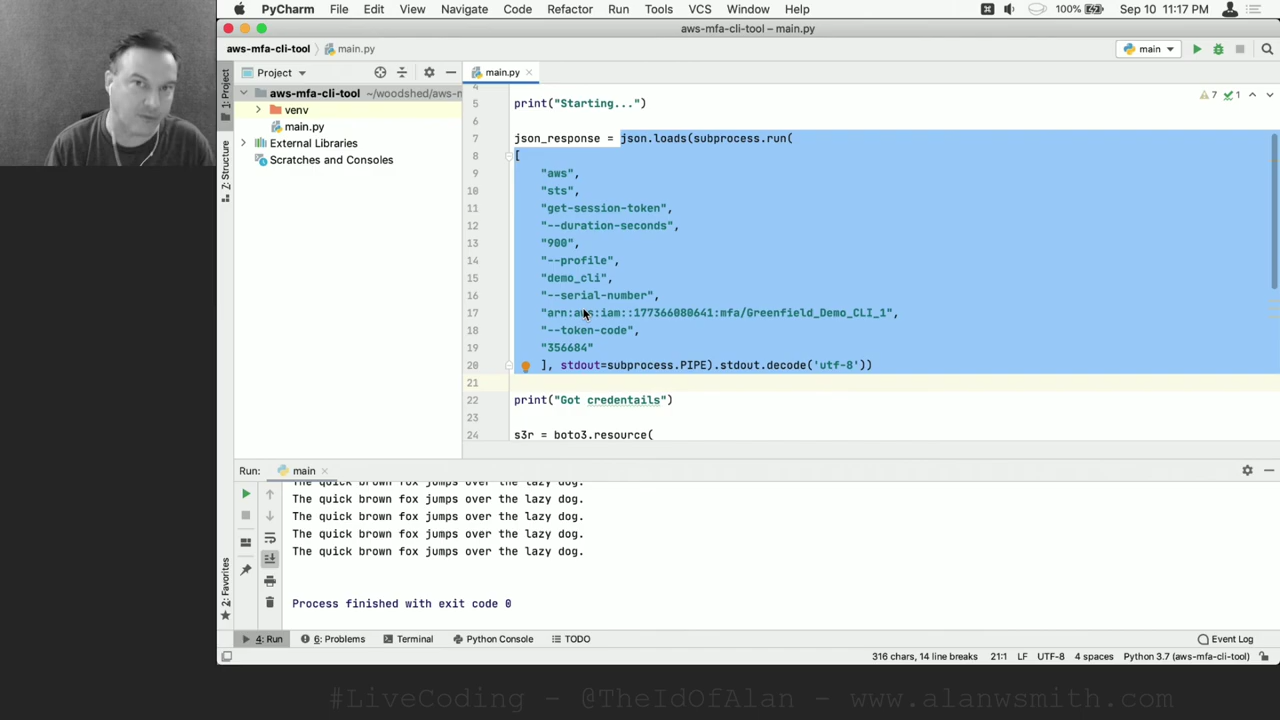 PyCharm File Edit View Navigate Code Refactor Run Tools VCS Window Help 100% Sep 10 11:17 PM
aws-mfa-cli-tool – main.py
aws-mfa-cli-tool main.py main
1: Project Project main.py
aws-mfa-cli-tool ~/woodshed/aws-m
venv
main.py
External Libraries
Scratches and Consoles
Z: Structure
7 1
4
5 print("Starting...")
6
7 json_response = json.loads(subprocess.run(
8 [
9 "aws",
10 "sts",
11 "get-session-token",
12 "--duration-seconds",
13 "900",
14 "--profile",
15 "demo_cli",
16 "--serial-number",
17 "arn:aws:iam::177366080641:mfa/Greenfield_Demo_CLI_1",
18 "--token-code",
19 "356684"
20 ], stdout=subprocess.PIPE).stdout.decode('utf-8'))
21
22 print("Got credentails")
23
24 s3r = boto3.resource(
Run: main
The quick brown fox jumps over the lazy dog.
The quick brown fox jumps over the lazy dog.
The quick brown fox jumps over the lazy dog.
The quick brown fox jumps over the lazy dog.
The quick brown fox jumps over the lazy dog.
Process finished with exit code 0
2: Favorites
4: Run 6: Problems Terminal Python Console TODO Event Log
316 chars, 14 line breaks 21:1 LF UTF-8 4 spaces Python 3.7 (aws-mfa-cli-tool)
#LiveCoding - @TheIdOfAlan - www.alanwsmith.com